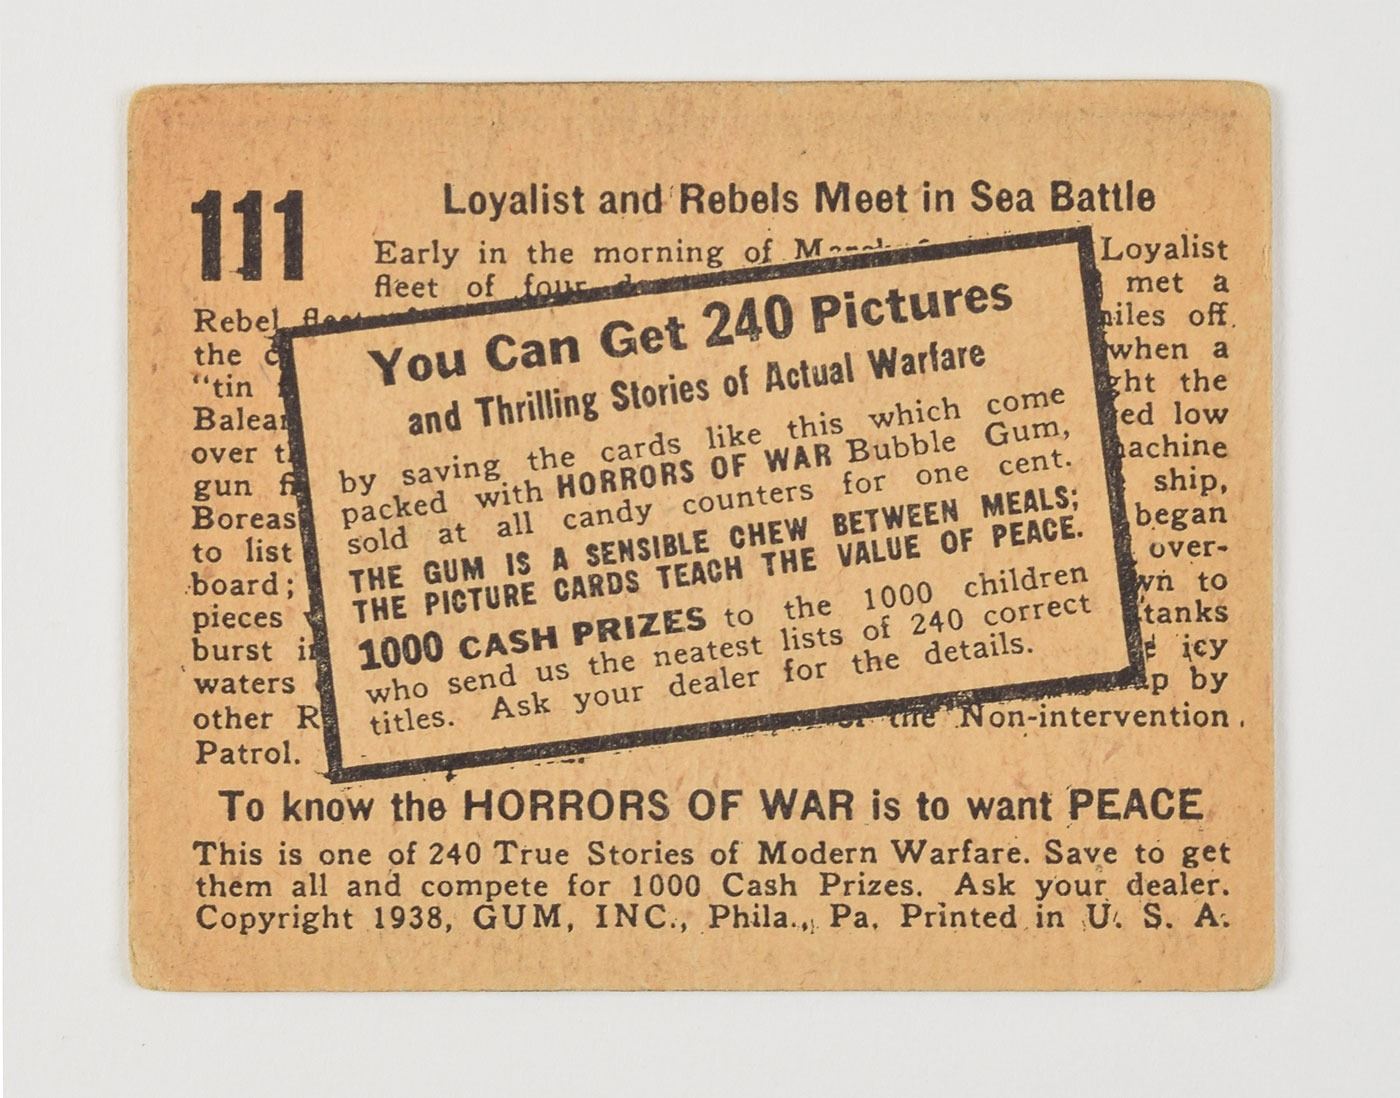 111
Loyalist and Rebels Meet in Sea Battle
Early in the morning of Loyalist
fleet of four met a
Rebel off
the when a
"tin the
over low
gun
ship,
began
to list
board;
pieces to
burst tanks
waters icy
other by
the Non-intervention
Patrol.
You Can Get 240 Pictures
and Thrilling Stories of Actual Warfare
by saving the cards like this which come
packed with HORRORS OF WAR Bubble Gum,
sold at all candy counters for one cent.
THE GUM IS A SENSIBLE CHEW BETWEEN MEALS;
THE PICTURE CARDS TEACH THE VALUE OF PEACE.
1000 CASH PRIZES to the 1000 children
who send us the neatest lists of 240 correct
titles. Ask your dealer for the details.
To know the HORRORS OF WAR is to want PEACE
This is one of 240 True Stories of Modern Warfare. Save to get
them all and compete for 1000 Cash Prizes. Ask your dealer.
Copyright 1938, GUM, INC., Phila., Pa. Printed in U. S. A.